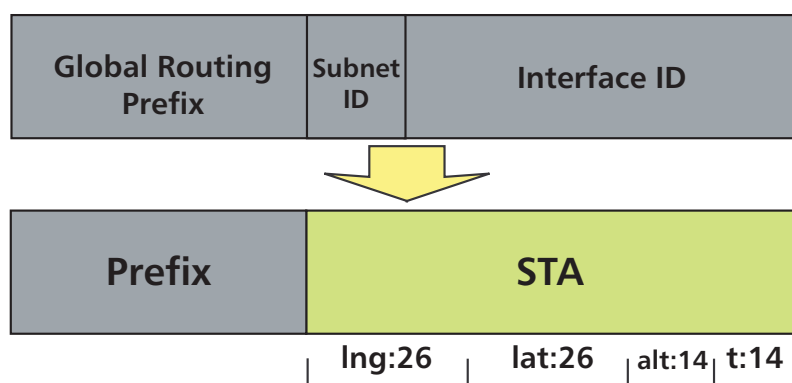 Global Routing
Prefix
Subnet
ID
Interface ID
Prefix
STA
lng:26
lat:26
alt:14
t:14